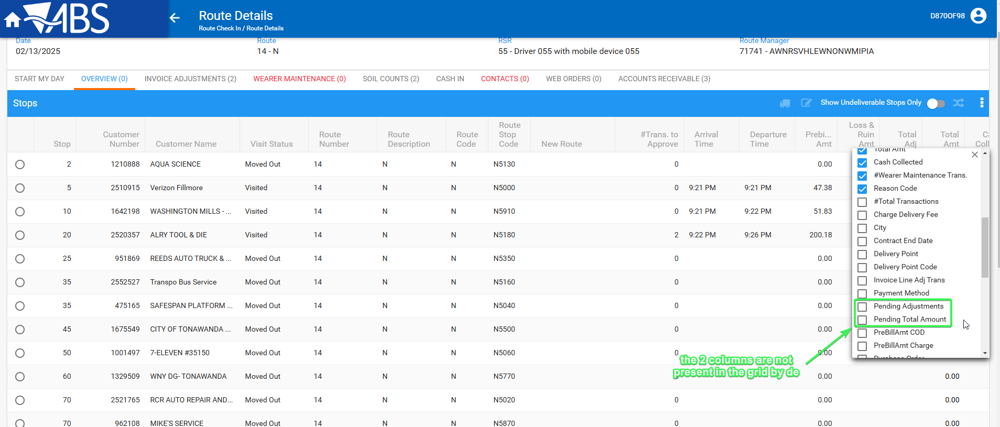 ABS
Route Details
Route Check In / Route Details
D870OF98
Date
Route
RSR
Route Manager
02/13/2025
14 - N
55 - Driver 055 with mobile device 055
71741 - AWNRSVHLEWNONWMIPIA
START MY DAY
OVERVIEW (0)
INVOICE ADJUSTMENTS (2)
WEARER MAINTENANCE (0)
SOIL COUNTS (2)
CASH IN
CONTACTS (0)
WEB ORDERS (0)
ACCOUNTS RECEIVABLE (3)
Stops
Show Undeliverable Stops Only
Stop
Customer
Number
Customer Name
Visit Status
Route
Number
Route
Description
Route
Code
Route
Stop
Code
New Route
#Trans. to
Approve
Arrival
Time
Departure
Time
Prebi...
Amt
Loss &
Ruin
Amt
Total
Adj
Total
Amt
Coll
2 1210888 AQUA SCIENCE Moved Out 14 N N N5130 0 0.00
5 2510915 Verizon Fillmore Visited 14 N N N5000 0 9:21 PM 9:21 PM 47.38
10 1642198 WASHINGTON MILLS - ... Visited 14 N N N5910 0 9:21 PM 9:22 PM 51.83
20 2520357 ALRY TOOL & DIE Visited 14 N N N5180 2 9:22 PM 9:26 PM 200.18
25 951869 REEDS AUTO TRUCK & ... Moved Out 14 N N N5350 0 0.00
35 2552527 Transpo Bus Service Moved Out 14 N N N5160 0 0.00
35 475165 SAFESPAN PLATFORM ... Moved Out 14 N N N5040 0 0.00
45 1675549 CITY OF TONAWANDA ... Moved Out 14 N N N5500 0 0.00
50 1001497 7-ELEVEN #35150 Moved Out 14 N N N5060 0 0.00
60 1329509 WNY DG- TONAWANDA Moved Out 14 N N N5770 0.00 0.00
70 2521765 RCR AUTO REPAIR AND... Moved Out 14 N N N5020 0 0.00 0.00
70 962108 MIKE'S SERVICE Moved Out 14 N N N5870 0 0.00 0.00
Total Amt
Cash Collected
#Wearer Maintenance Trans.
Reason Code
#Total Transactions
Charge Delivery Fee
City
Contract End Date
Delivery Point
Delivery Point Code
Invoice Line Adj Trans
Payment Method
Pending Adjustments
Pending Total Amount
PreBillAmt COD
PreBillAmt Charge
Purchase Order
the 2 columns are not
present in the grid by de